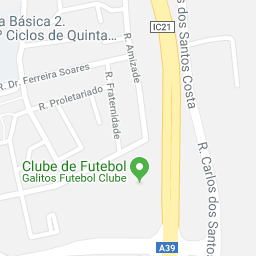 a Básica 2.
º Ciclos de Quinta...
R. Amizade
IC21
dos Santos Costa
R. Dr. Ferreira Soares
R. Proletariado
R. Fraternidade
R. Carlos dos Santos
Clube de Futebol
Galitos Futebol Clube
A39